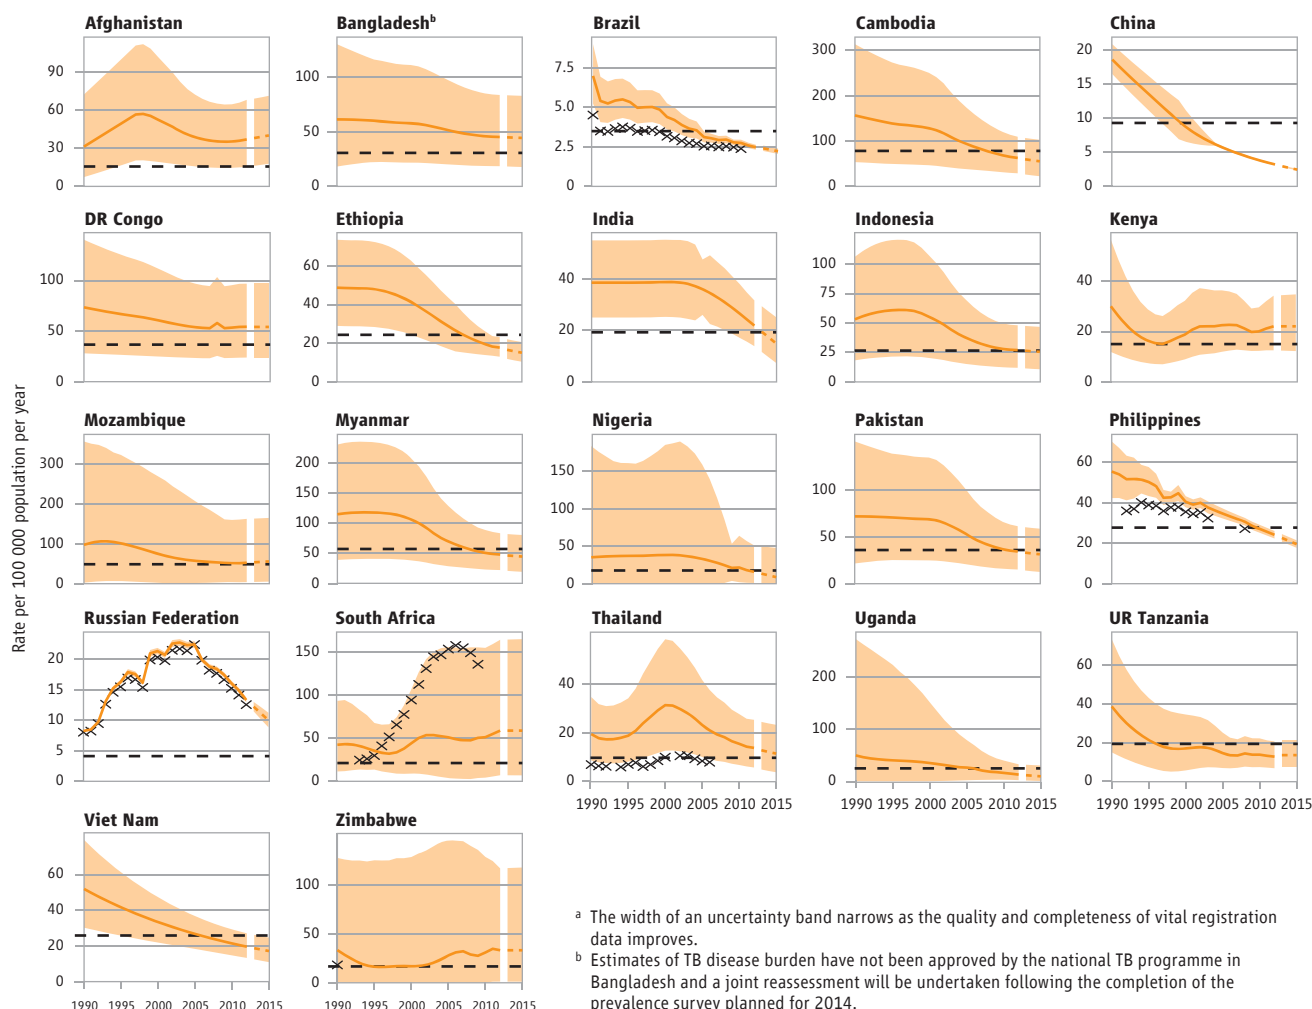 Rate per 100 000 population per year
Afghanistan
90
60
30
0
Bangladeshᵇ
100
50
0
Brazil
7.5
5.0
2.5
0
Cambodia
300
200
150
100
0
China
20
15
10
5
0
DR Congo
100
50
0
Ethiopia
60
40
20
0
India
40
20
0
Indonesia
100
75
50
25
0
Kenya
40
30
20
10
0
Mozambique
300
200
100
0
Myanmar
200
150
100
50
0
Nigeria
150
100
50
0
Pakistan
100
50
0
Philippines
60
40
20
0
Russian Federation
20
15
10
5
0
South Africa
150
100
50
0
Thailand
40
20
10
0
1990 1995 2000 2005 2010 2015
Uganda
200
100
0
1990 1995 2000 2005 2010 2015
UR Tanzania
60
40
20
0
1990 1995 2000 2005 2010 2015
Viet Nam
60
40
20
0
1990 1995 2000 2005 2010 2015
Zimbabwe
100
50
0
1990 1995 2000 2005 2010 2015
ᵃ The width of an uncertainty band narrows as the quality and completeness of vital registration
data improves.
ᵇ Estimates of TB disease burden have not been approved by the national TB programme in
Bangladesh and a joint reassessment will be undertaken following the completion of the
prevalence survey planned for 2014.